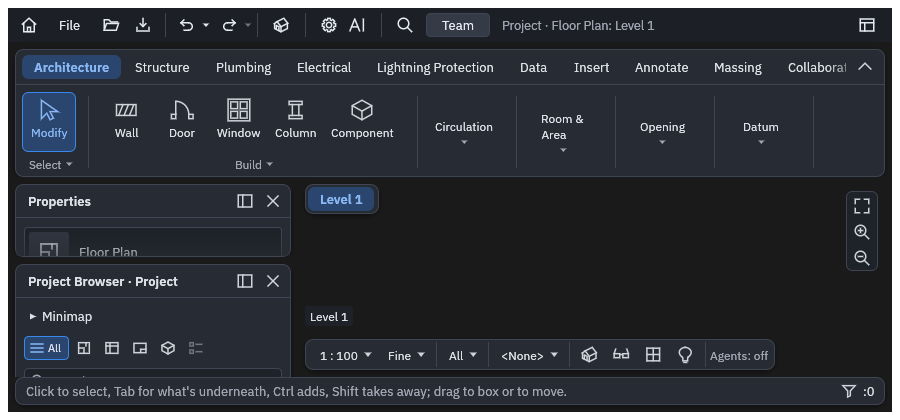 File
AI
Team
Project · Floor Plan: Level 1
Architecture Structure Plumbing Electrical Lightning Protection Data Insert Annotate Massing Collaborat
Modify Wall Door Window Column Component Circulation Room & Area Opening Datum
Select Build
Properties
Floor Plan
Level 1
Project Browser · Project
Minimap
All
Level 1
1 : 100 Fine All <None> Agents: off
Click to select, Tab for what's underneath, Ctrl adds, Shift takes away; drag to box or to move.
:0